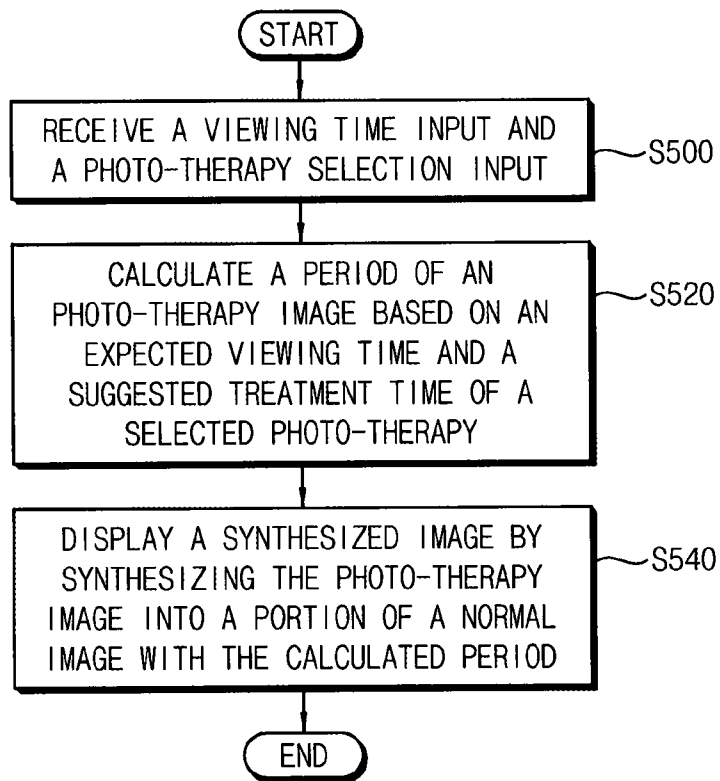 START
RECEIVE A VIEWING TIME INPUT AND
A PHOTO-THERAPY SELECTION INPUT
S500
CALCULATE A PERIOD OF AN
PHOTO-THERAPY IMAGE BASED ON AN
EXPECTED VIEWING TIME AND A
SUGGESTED TREATMENT TIME OF A
SELECTED PHOTO-THERAPY
S520
DISPLAY A SYNTHESIZED IMAGE BY
SYNTHESIZING THE PHOTO-THERAPY
IMAGE INTO A PORTION OF A NORMAL
IMAGE WITH THE CALCULATED PERIOD
S540
END